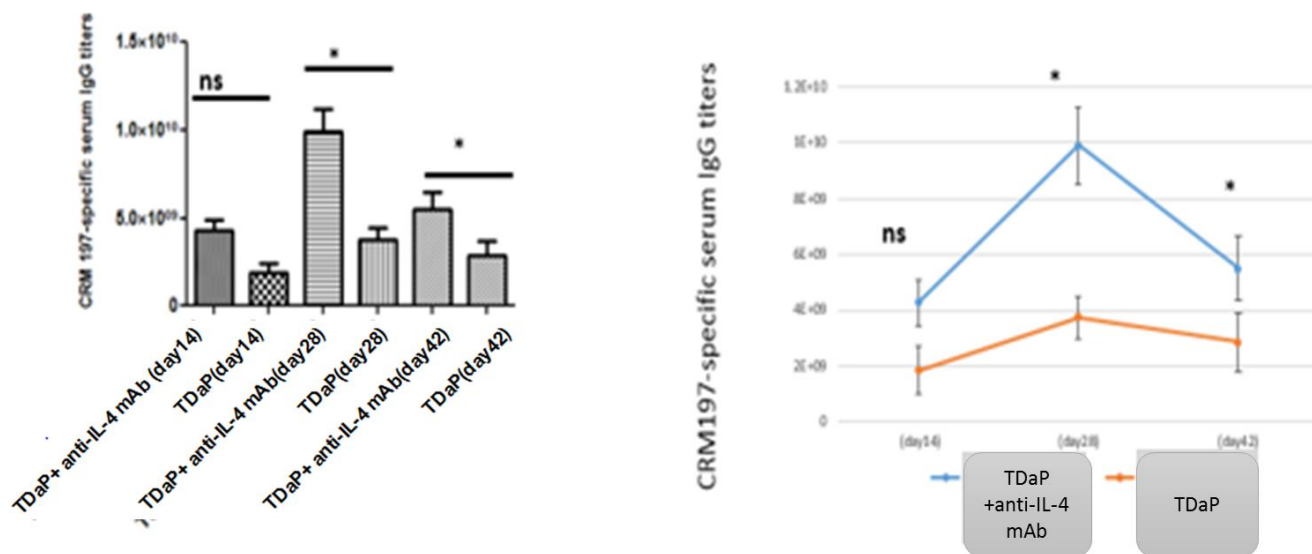 CRM 197-specific serum IgG titers
1.5×10¹⁰
1.0×10¹⁰
5.0×10⁰⁹
0
ns
*
*
TDaP+ anti-IL-4 mAb (day14)
TDaP(day14)
TDaP+ anti-IL-4 mAb(day28)
TDaP(day28)
TDaP+ anti-IL-4 mAb(day42)
TDaP(day42)
CRM197-specific serum IgG titers
1.2E+10
1E+10
8E+09
6E+09
4E+09
2E+09
0
ns
*
*
(day14)
(day28)
(day42)
TDaP
+anti-IL-4
mAb
TDaP